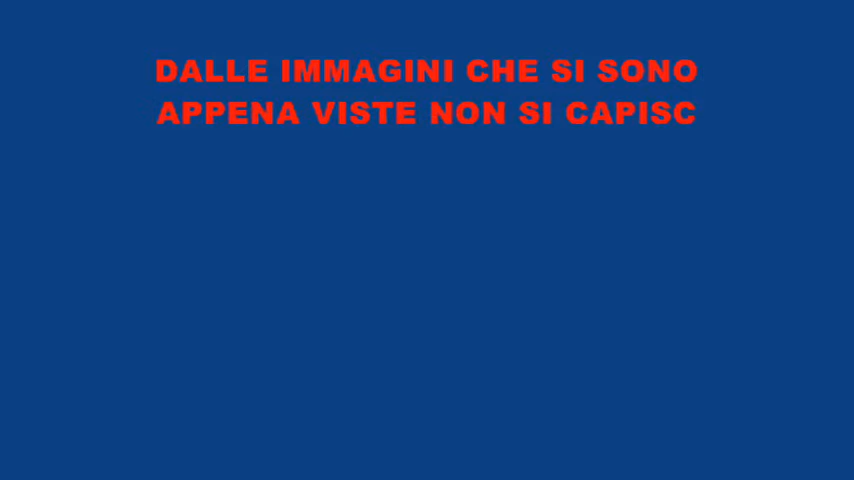 DALLE IMMAGINI CHE SI SONO
APPENA VISTE NON SI CAPISC